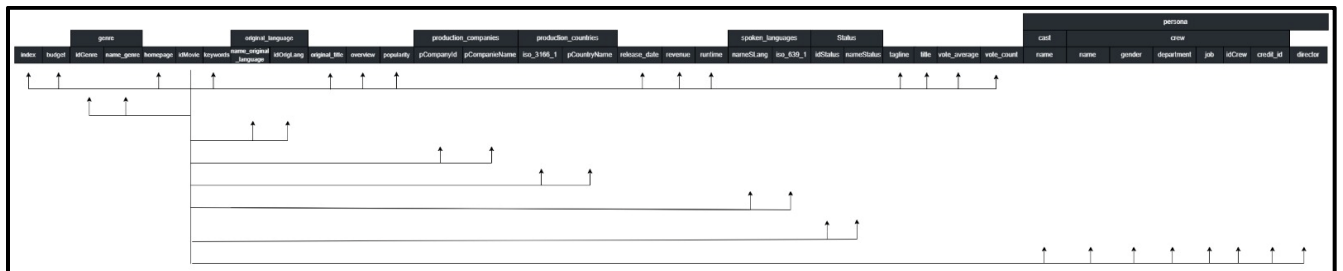 persona
genre original_language production_companies production_countries spoken_languages Status cast crew
index budget idGenre name_genre homepage idMovie keywords name_original_language idOrigLang original_title overview popularity pCompanyId pCompanieName iso_3166_1 pCountryName release_date revenue runtime nameSLang iso_639_1 idStatus nameStatus tagline title vote_average vote_count name name gender department job idCrew credit_id director